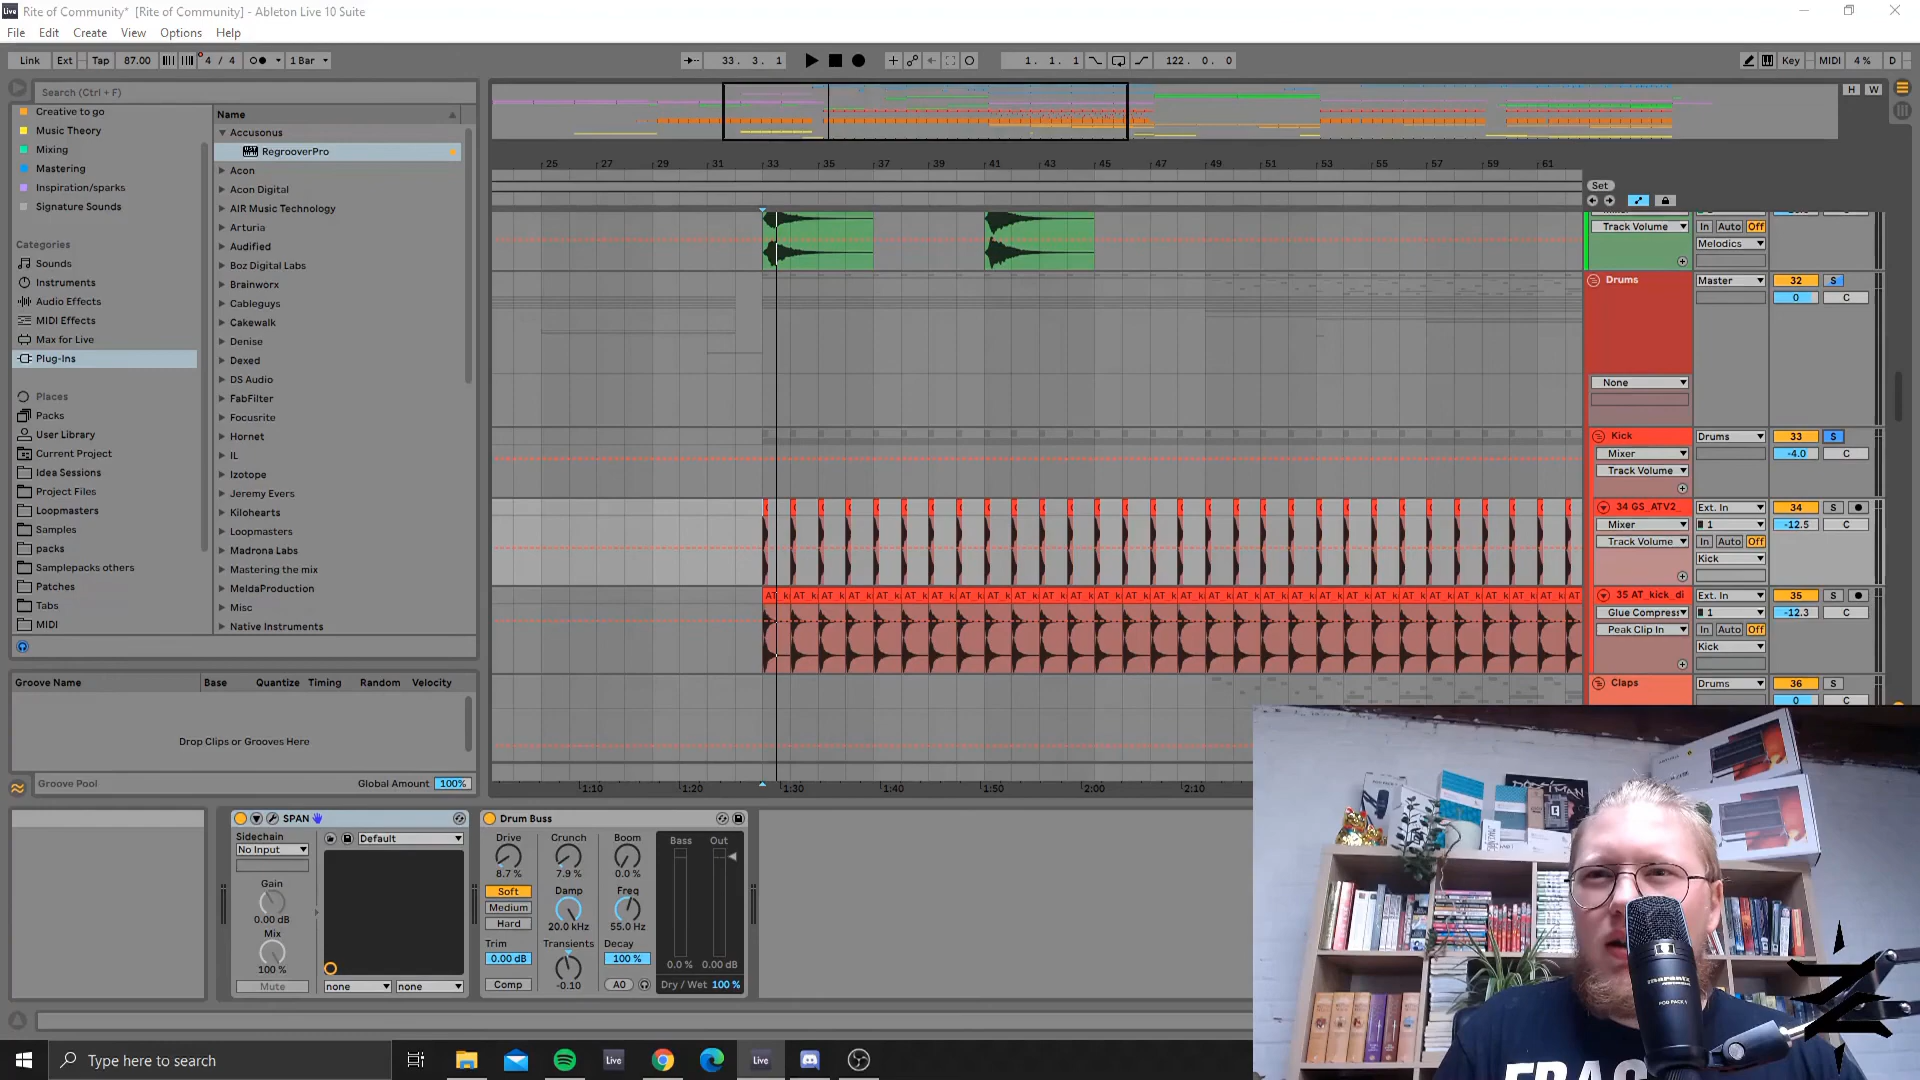 Live Rite of Community* [Rite of Community] - Ableton Live 10 Suite
File Edit Create View Options Help
Link Ext Tap 87.00 4 / 4 1 Bar 33. 3. 1 1. 1. 1 122. 0. 0 Key MIDI 4 % D
Search (Ctrl + F)
H W
Creative to go
Music Theory
Mixing
Mastering
Inspiration/sparks
Signature Sounds
Categories
Sounds
Instruments
Audio Effects
MIDI Effects
Max for Live
Plug-Ins
Places
Packs
User Library
Current Project
Idea Sessions
Project Files
Loopmasters
Samples
packs
Samplepacks others
Patches
Tabs
MIDI
Name
Accusonus
RegrooverPro
Acon
Acon Digital
AIR Music Technology
Arturia
Audified
Boz Digital Labs
Brainworx
Cableguys
Cakewalk
Denise
Dexed
DS Audio
FabFilter
Focusrite
Hornet
IL
Izotope
Jeremy Evers
Kilohearts
Loopmasters
Madrona Labs
Mastering the mix
MeldaProduction
Misc
Native Instruments
25 27 29 31 33 35 37 39 41 43 45 47 49 51 53 55 57 59 61
Set
Track Volume In Auto Off
Melodics
Drums Master 32 S
0 C
None
Kick Drums 33 S
Mixer -4.0 C
Track Volume
34 GS_ATV2_ Ext. In 34 S
Mixer 1 -12.5 C
Track Volume In Auto Off
Kick
35 AT_kick_di Ext. In 35 S
Glue Compress 1 -12.3 C
Peak Clip In In Auto Off
Kick
Claps Drums 36 S
0 C
1:10 1:20 1:30 1:40 1:50 2:00 2:10
Groove Name Base Quantize Timing Random Velocity
Drop Clips or Grooves Here
Groove Pool Global Amount 100%
SPAN
Sidechain
No Input
Default
Gain
0.00 dB
Mix
100 %
Mute
none none
Drum Buss
Drive Crunch Boom Bass Out
8.7 % 7.9 % 0.0 %
Soft Damp Freq
Medium
Hard 20.0 kHz 55.0 Hz
Trim Transients Decay
0.00 dB 100 % 0.0 % 0.00 dB
Comp -0.10 A0 Dry / Wet 100 %
Type here to search
Live Live
marantz
PROFESSIONAL
POD PACK 1